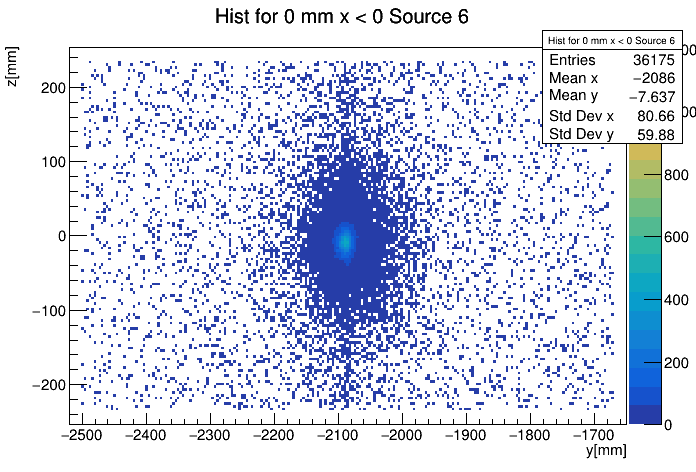 Hist for 0 mm x < 0 Source 6
Hist for 0 mm x < 0 Source 6
Entries 36175
Mean x −2086
Mean y −7.637
Std Dev x 80.66
Std Dev y 59.88
z[mm]
200
100
0
−100
−200
−2500 −2400 −2300 −2200 −2100 −2000 −1900 −1800 −1700
y[mm]
800
600
400
200
0